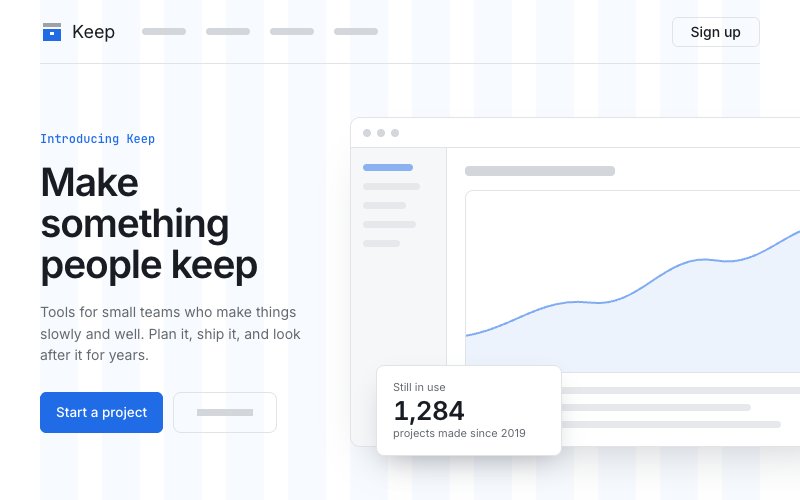 Keep
Sign up
Introducing Keep
Make
something
people keep
Tools for small teams who make things
slowly and well. Plan it, ship it, and look
after it for years.
Start a project
Still in use
1,284
projects made since 2019